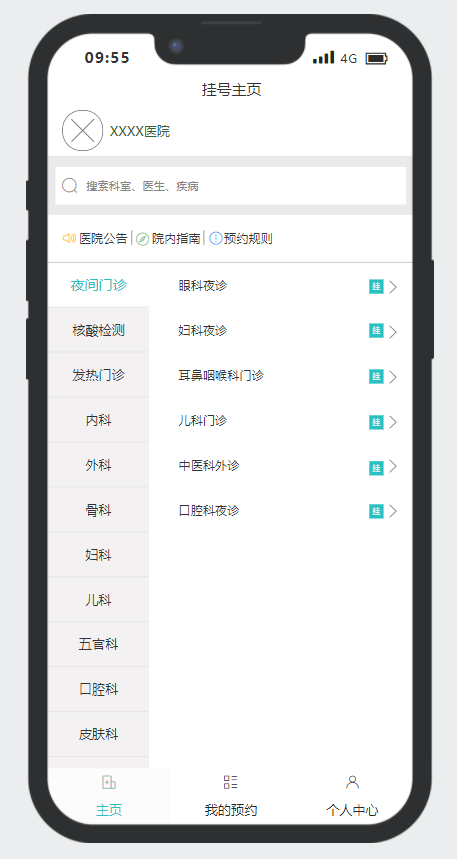 09:55 4G
挂号主页
XXXX医院
搜索科室、医生、疾病
医院公告 | 院内指南 | 预约规则
夜间门诊 眼科夜诊 挂
核酸检测 妇科夜诊 挂
发热门诊 耳鼻咽喉科门诊 挂
内科 儿科门诊 挂
外科 中医科外诊 挂
骨科 口腔科夜诊 挂
妇科
儿科
五官科
口腔科
皮肤科
主页 我的预约 个人中心